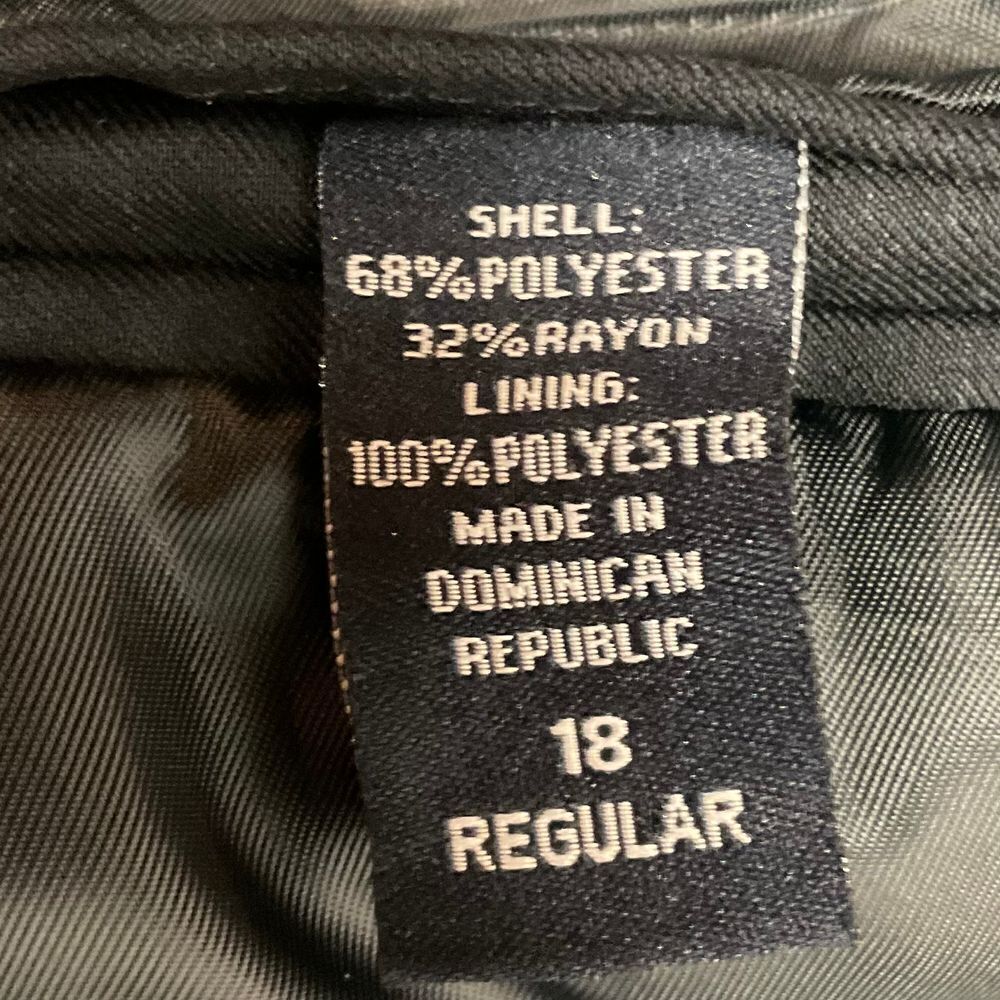 SHELL:
68%POLYESTER
32%RAYON
LINING:
100%POLYESTER
MADE IN
DOMINICAN
REPUBLIC
18
REGULAR